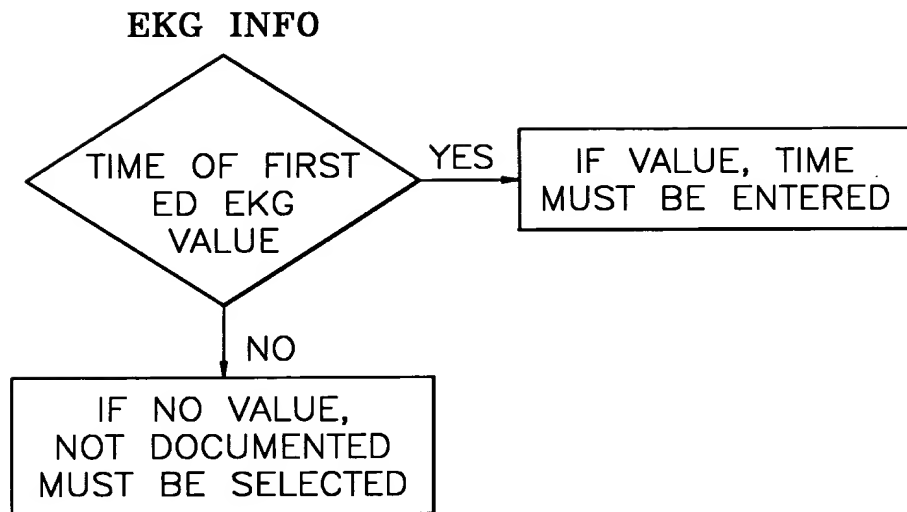 EKG INFO
TIME OF FIRST
ED EKG
VALUE
YES
IF VALUE, TIME
MUST BE ENTERED
NO
IF NO VALUE,
NOT DOCUMENTED
MUST BE SELECTED